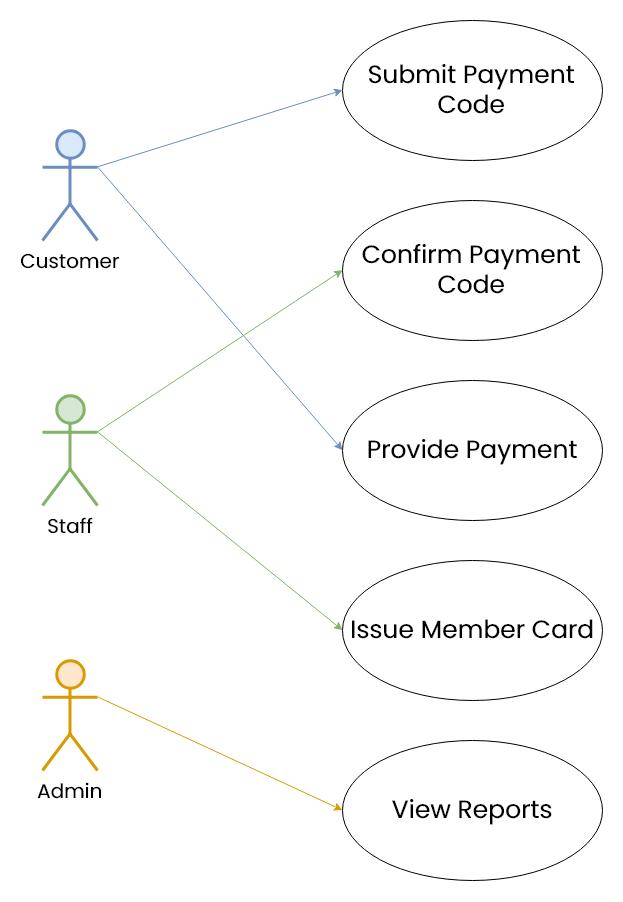 Submit Payment
Code
Customer
Confirm Payment
Code
Provide Payment
Staff
Issue Member Card
Admin
View Reports